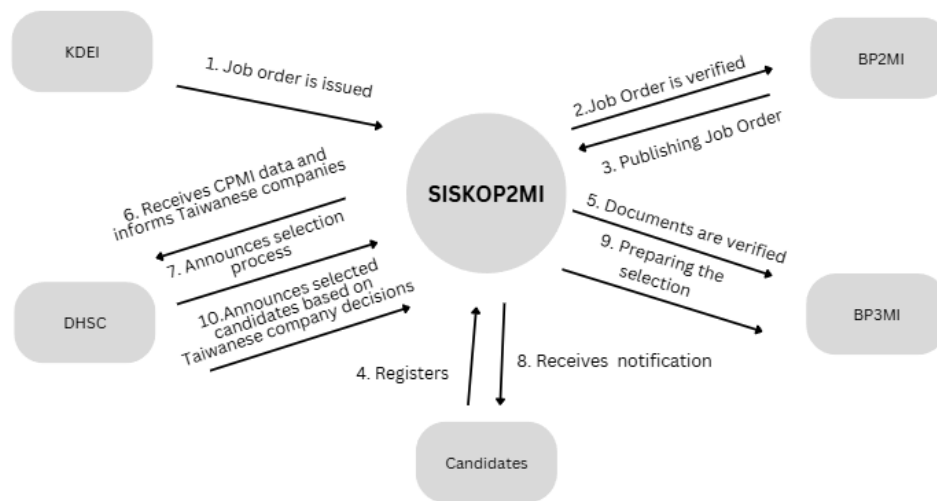 KDEI
1. Job order is issued
BP2MI
2.Job Order is verified
3. Publishing Job Order
SISKOP2MI
6. Receives CPMI data and
informs Taiwanese companies
7. Announces selection
process
10.Announces selected
candidates based on
Taiwanese company decisions
DHSC
5. Documents are verified
9. Preparing the
selection
BP3MI
4. Registers
8. Receives notification
Candidates